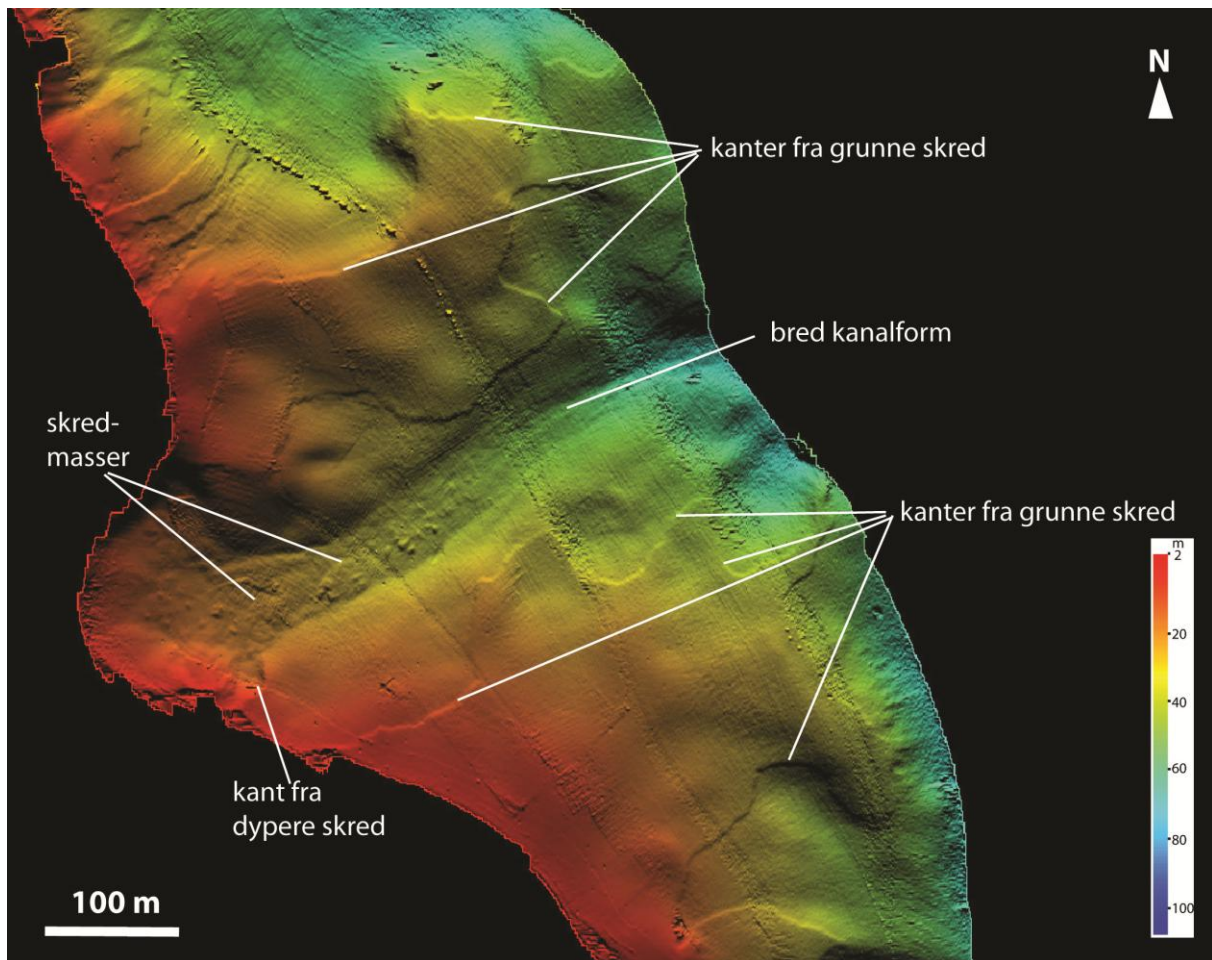 N
kanter fra grunne skred
bred kanalform
skred-
masser
kanter fra grunne skred
m
2
20
40
60
80
100
kant fra
dypere skred
100 m